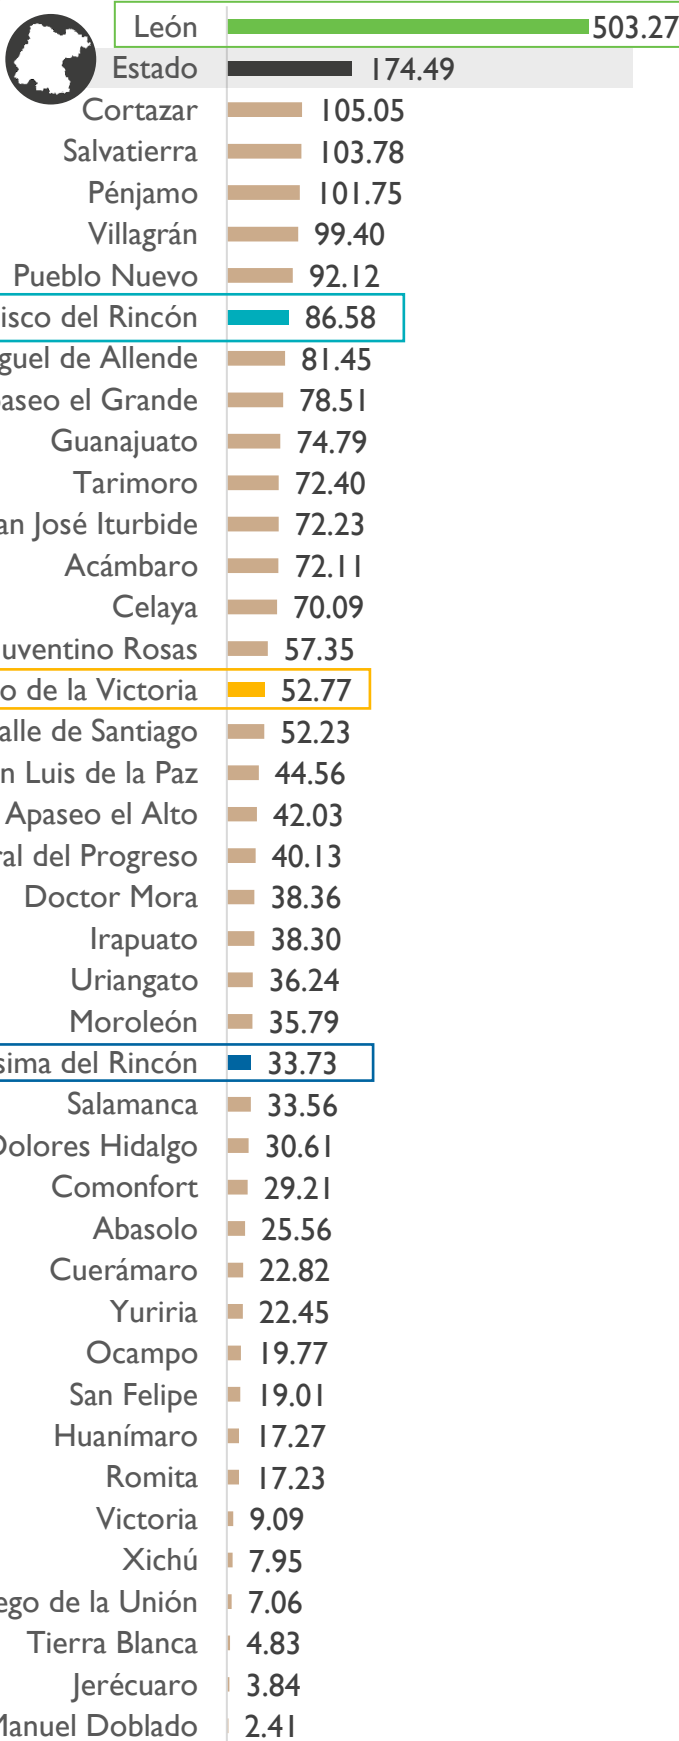 León 503.27
Estado 174.49
Cortazar 105.05
Salvatierra 103.78
Pénjamo 101.75
Villagrán 99.40
Pueblo Nuevo 92.12
isco del Rincón 86.58
guel de Allende 81.45
aseo el Grande 78.51
Guanajuato 74.79
Tarimoro 72.40
an José Iturbide 72.23
Acámbaro 72.11
Celaya 70.09
uventino Rosas 57.35
o de la Victoria 52.77
alle de Santiago 52.23
n Luis de la Paz 44.56
Apaseo el Alto 42.03
ral del Progreso 40.13
Doctor Mora 38.36
Irapuato 38.30
Uriangato 36.24
Moroleón 35.79
sima del Rincón 33.73
Salamanca 33.56
Dolores Hidalgo 30.61
Comonfort 29.21
Abasolo 25.56
Cuerámaro 22.82
Yuriria 22.45
Ocampo 19.77
San Felipe 19.01
Huanímaro 17.27
Romita 17.23
Victoria 9.09
Xichú 7.95
ego de la Unión 7.06
Tierra Blanca 4.83
Jerécuaro 3.84
Manuel Doblado 2.41